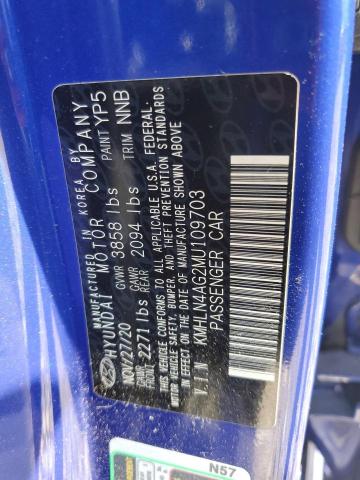 MANUFACTURED IN KOREA BY
HYUNDAI MOTOR COMPANY
NOV/27/20 GVWR 3858 lbs PAINT YP5
GAWR FRONT 2271 lbs GAWR REAR 2094 lbs TRIM NNB
THIS VEHICLE CONFORMS TO ALL APPLICABLE U.S.A. FEDERAL
MOTOR VEHICLE SAFETY, BUMPER, AND THEFT PREVENTION STANDARDS
IN EFFECT ON THE DATE OF MANUFACTURE SHOWN ABOVE
V.I.N KMHLN4AG2MU109703
PASSENGER CAR
N57